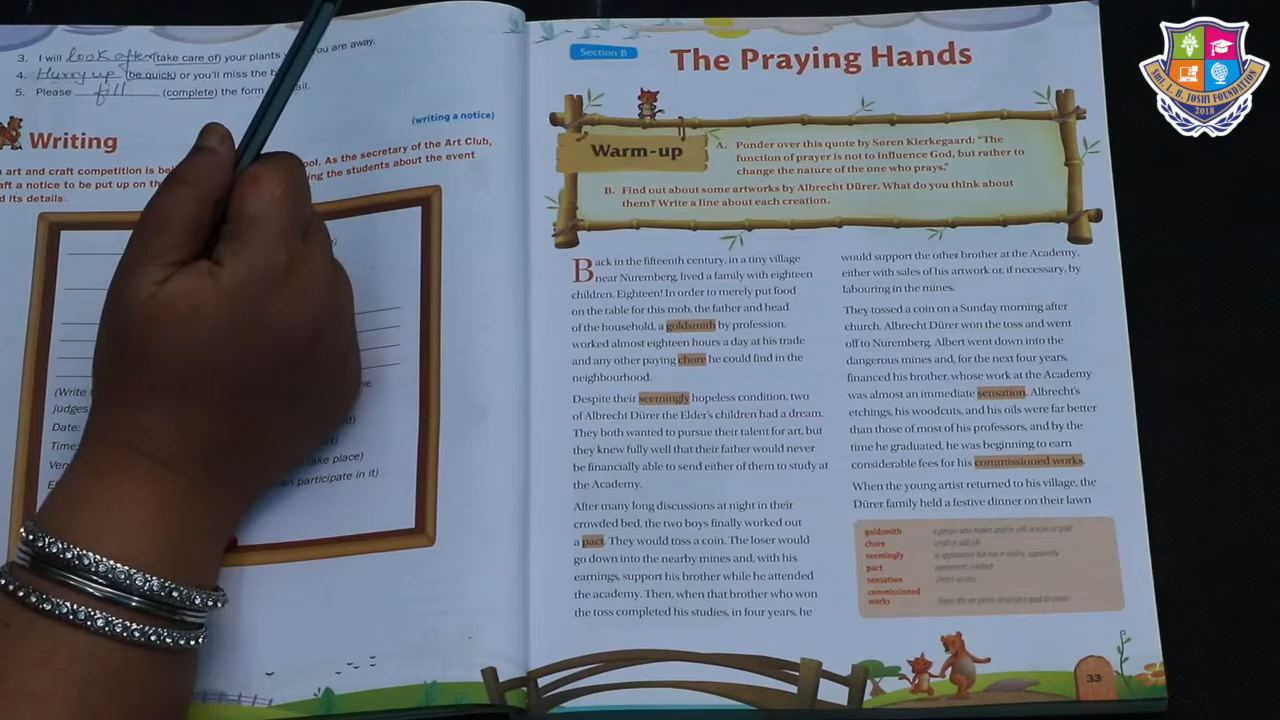 3. I will look after (take care of) your plants you are away.
4. Hurry up (be quick) or you'll miss the
5. Please fill (complete) the form
(writing a notice)
Writing
art and craft competition is ool. As the secretary of the Art Club,
aft a notice to be put up on ing the students about the event
d its details.
(Write
judges
Date:
Time:
Ven
take place)
an participate in it)
Section B
The Praying Hands
Warm-up
A. Ponder over this quote by Søren Kierkegaard: "The
function of prayer is not to influence God, but rather to
change the nature of the one who prays."
B. Find out about some artworks by Albrecht Dürer. What do you think about
them? Write a line about each creation.
Back in the fifteenth century, in a tiny village
near Nuremberg, lived a family with eighteen
children. Eighteen! In order to merely put food
on the table for this mob, the father and head
of the household, a goldsmith by profession,
worked almost eighteen hours a day at his trade
and any other paying chore he could find in the
neighbourhood.
Despite their seemingly hopeless condition, two
of Albrecht Dürer the Elder's children had a dream.
They both wanted to pursue their talent for art, but
they knew fully well that their father would never
be financially able to send either of them to study at
the Academy.
After many long discussions at night in their
crowded bed, the two boys finally worked out
a pact. They would toss a coin. The loser would
go down into the nearby mines and, with his
earnings, support his brother while he attended
the academy. Then, when that brother who won
the toss completed his studies, in four years, he
would support the other brother at the Academy,
either with sales of his artwork or, if necessary, by
labouring in the mines.
They tossed a coin on a Sunday morning after
church. Albrecht Dürer won the toss and went
off to Nuremberg. Albert went down into the
dangerous mines and, for the next four years,
financed his brother, whose work at the Academy
was almost an immediate sensation. Albrecht's
etchings, his woodcuts, and his oils were far better
than those of most of his professors, and by the
time he graduated, he was beginning to earn
considerable fees for his commissioned works.
When the young artist returned to his village, the
Dürer family held a festive dinner on their lawn
goldsmith
chore
seemingly
pact
sensation
commissioned
works
33
SHRI. L. B. JOSHI FOUNDATION
2018